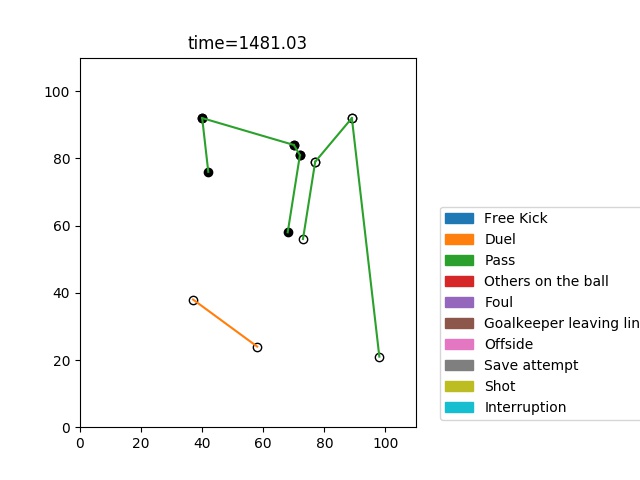 time=1481.03
100
80
60
40
20
0
0 20 40 60 80 100
Free Kick
Duel
Pass
Others on the ball
Foul
Goalkeeper leaving lin
Offside
Save attempt
Shot
Interruption